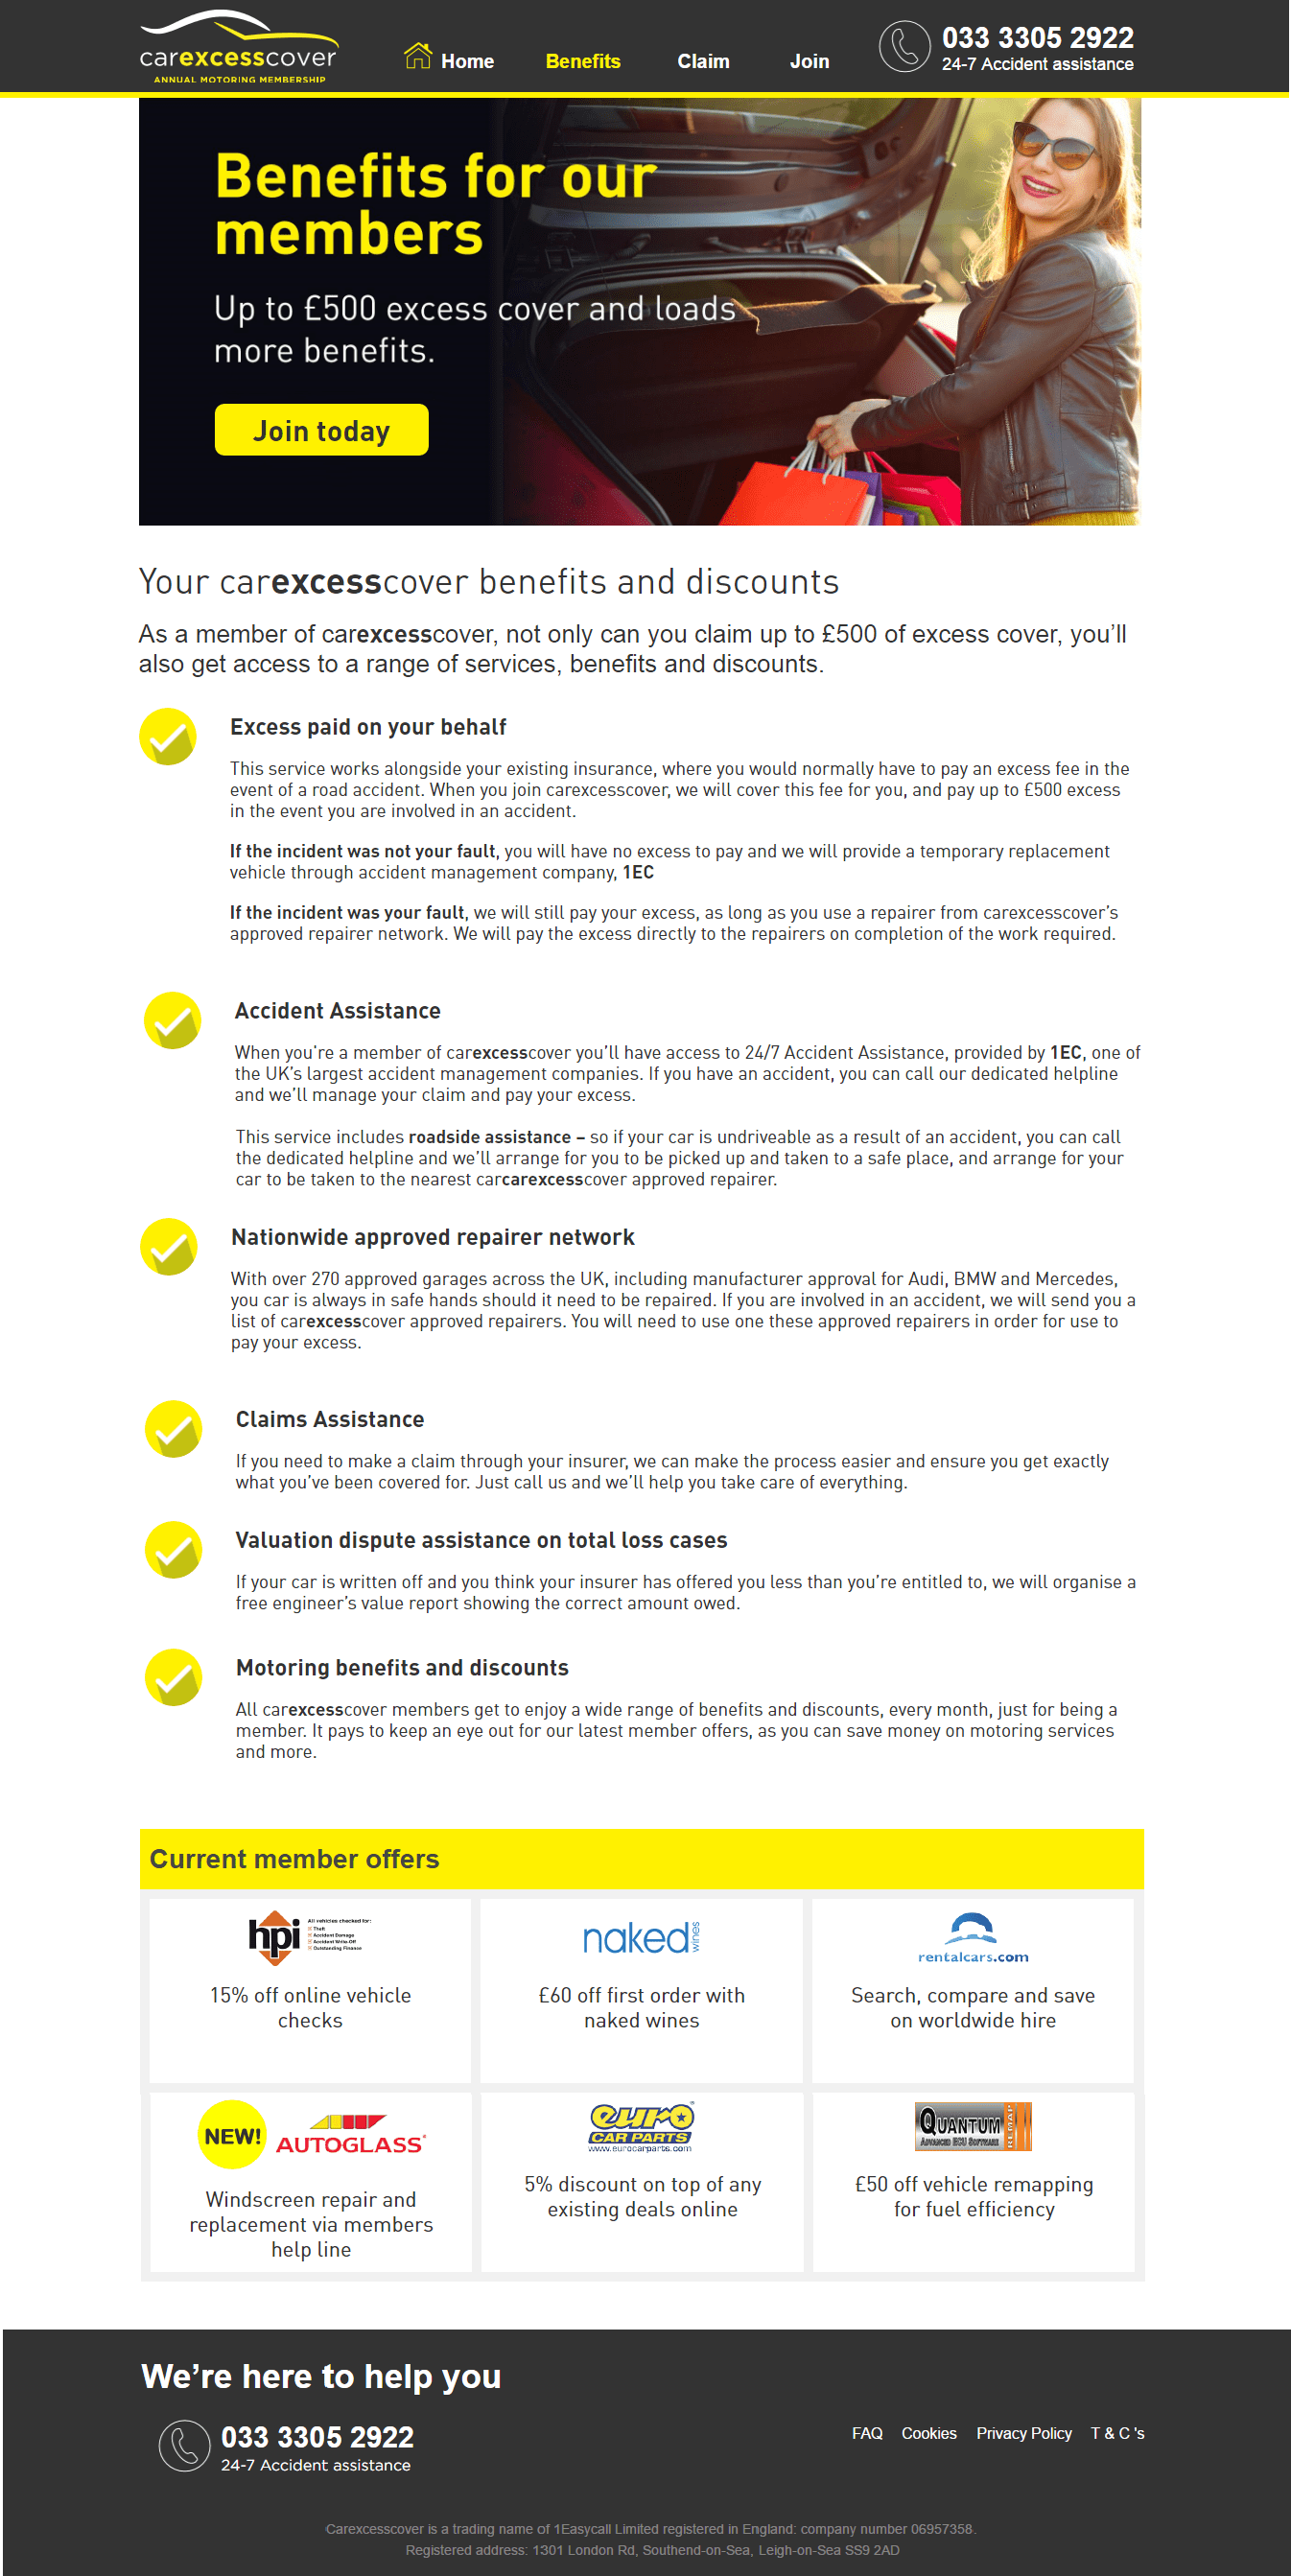 carexcesscover
ANNUAL MOTORING MEMBERSHIP
Home
Benefits
Claim
Join
033 3305 2922
24-7 Accident assistance
Benefits for our
members
Up to £500 excess cover and loads
more benefits.
Join today
Your carexcesscover benefits and discounts
As a member of carexcesscover, not only can you claim up to £500 of excess cover, you’ll
also get access to a range of services, benefits and discounts.
Excess paid on your behalf
This service works alongside your existing insurance, where you would normally have to pay an excess fee in the
event of a road accident. When you join carexcesscover, we will cover this fee for you, and pay up to £500 excess
in the event you are involved in an accident.
If the incident was not your fault, you will have no excess to pay and we will provide a temporary replacement
vehicle through accident management company, 1EC
If the incident was your fault, we will still pay your excess, as long as you use a repairer from carexcesscover’s
approved repairer network. We will pay the excess directly to the repairers on completion of the work required.
Accident Assistance
When you're a member of carexcesscover you’ll have access to 24/7 Accident Assistance, provided by 1EC, one of
the UK’s largest accident management companies. If you have an accident, you can call our dedicated helpline
and we’ll manage your claim and pay your excess.
This service includes roadside assistance – so if your car is undriveable as a result of an accident, you can call
the dedicated helpline and we’ll arrange for you to be picked up and taken to a safe place, and arrange for your
car to be taken to the nearest carcarexcesscover approved repairer.
Nationwide approved repairer network
With over 270 approved garages across the UK, including manufacturer approval for Audi, BMW and Mercedes,
you car is always in safe hands should it need to be repaired. If you are involved in an accident, we will send you a
list of carexcesscover approved repairers. You will need to use one these approved repairers in order for use to
pay your excess.
Claims Assistance
If you need to make a claim through your insurer, we can make the process easier and ensure you get exactly
what you’ve been covered for. Just call us and we’ll help you take care of everything.
Valuation dispute assistance on total loss cases
If your car is written off and you think your insurer has offered you less than you’re entitled to, we will organise a
free engineer’s value report showing the correct amount owed.
Motoring benefits and discounts
All carexcesscover members get to enjoy a wide range of benefits and discounts, every month, just for being a
member. It pays to keep an eye out for our latest member offers, as you can save money on motoring services
and more.
Current member offers
hpi
All vehicles checked for:
Theft
Accident Damage
Accident Write-Off
Outstanding Finance
15% off online vehicle
checks
naked wines
£60 off first order with
naked wines
rentalcars.com
Search, compare and save
on worldwide hire
NEW!
AUTOGLASS
Windscreen repair and
replacement via members
help line
euro
CAR PARTS
www.eurocarparts.com
5% discount on top of any
existing deals online
QUANTUM
ADVANCED ECU SOFTWARE
REMAP
£50 off vehicle remapping
for fuel efficiency
We’re here to help you
033 3305 2922
24-7 Accident assistance
FAQ
Cookies
Privacy Policy
T & C 's
Carexcesscover is a trading name of 1Easycall Limited registered in England: company number 06957358.
Registered address: 1301 London Rd, Southend-on-Sea, Leigh-on-Sea SS9 2AD